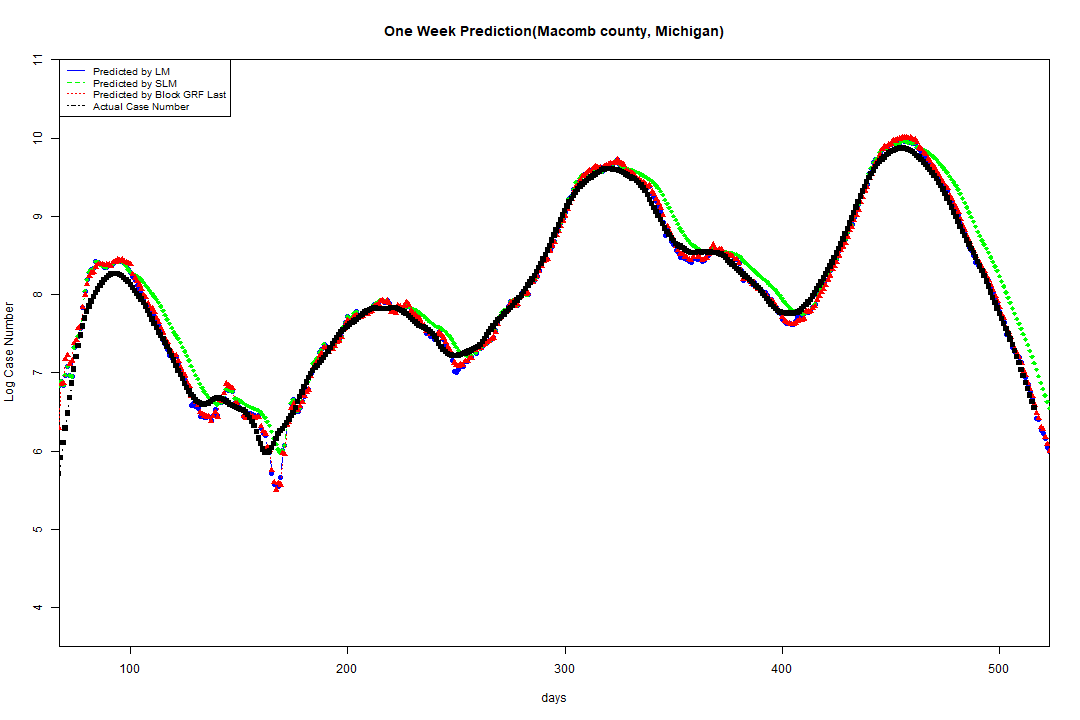 One Week Prediction(Macomb county, Michigan)
Predicted by LM
Predicted by SLM
Predicted by Block GRF Last
Actual Case Number
11
10
9
8
7
6
5
4
Log Case Number
100 200 300 400 500
days